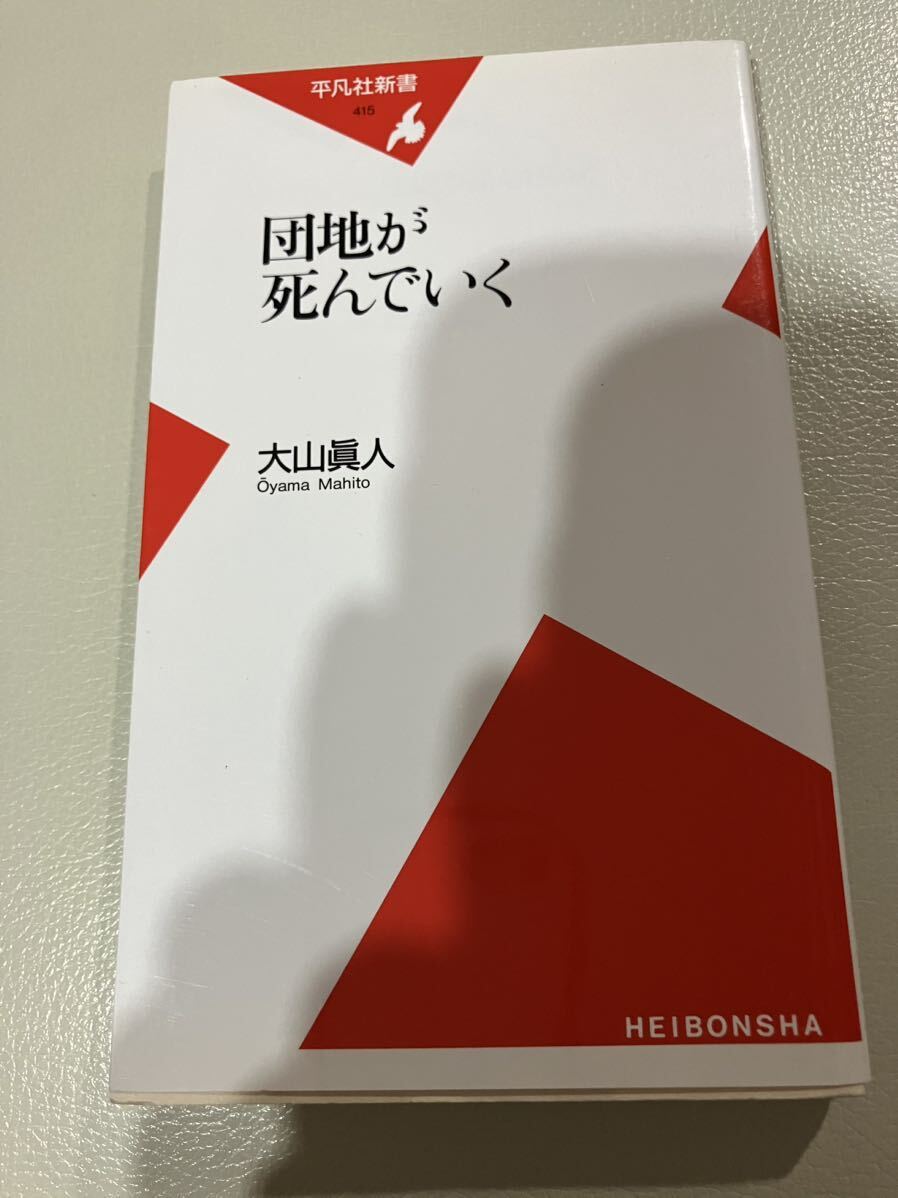 平凡社新書
415
団地が
死んでいく
大山眞人
Ōyama Mahito
HEIBONSHA